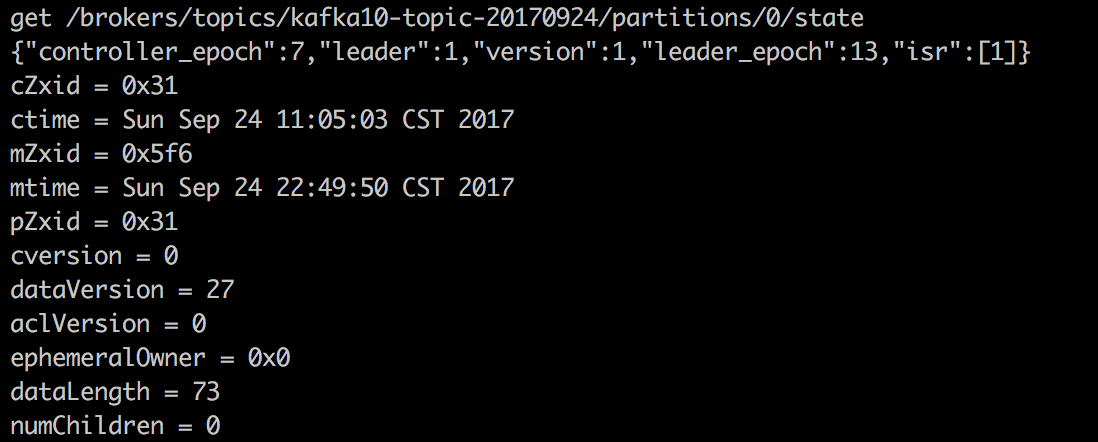 get /brokers/topics/kafka10-topic-20170924/partitions/0/state
{"controller_epoch":7,"leader":1,"version":1,"leader_epoch":13,"isr":[1]}
cZxid = 0x31
ctime = Sun Sep 24 11:05:03 CST 2017
mZxid = 0x5f6
mtime = Sun Sep 24 22:49:50 CST 2017
pZxid = 0x31
cversion = 0
dataVersion = 27
aclVersion = 0
ephemeralOwner = 0x0
dataLength = 73
numChildren = 0